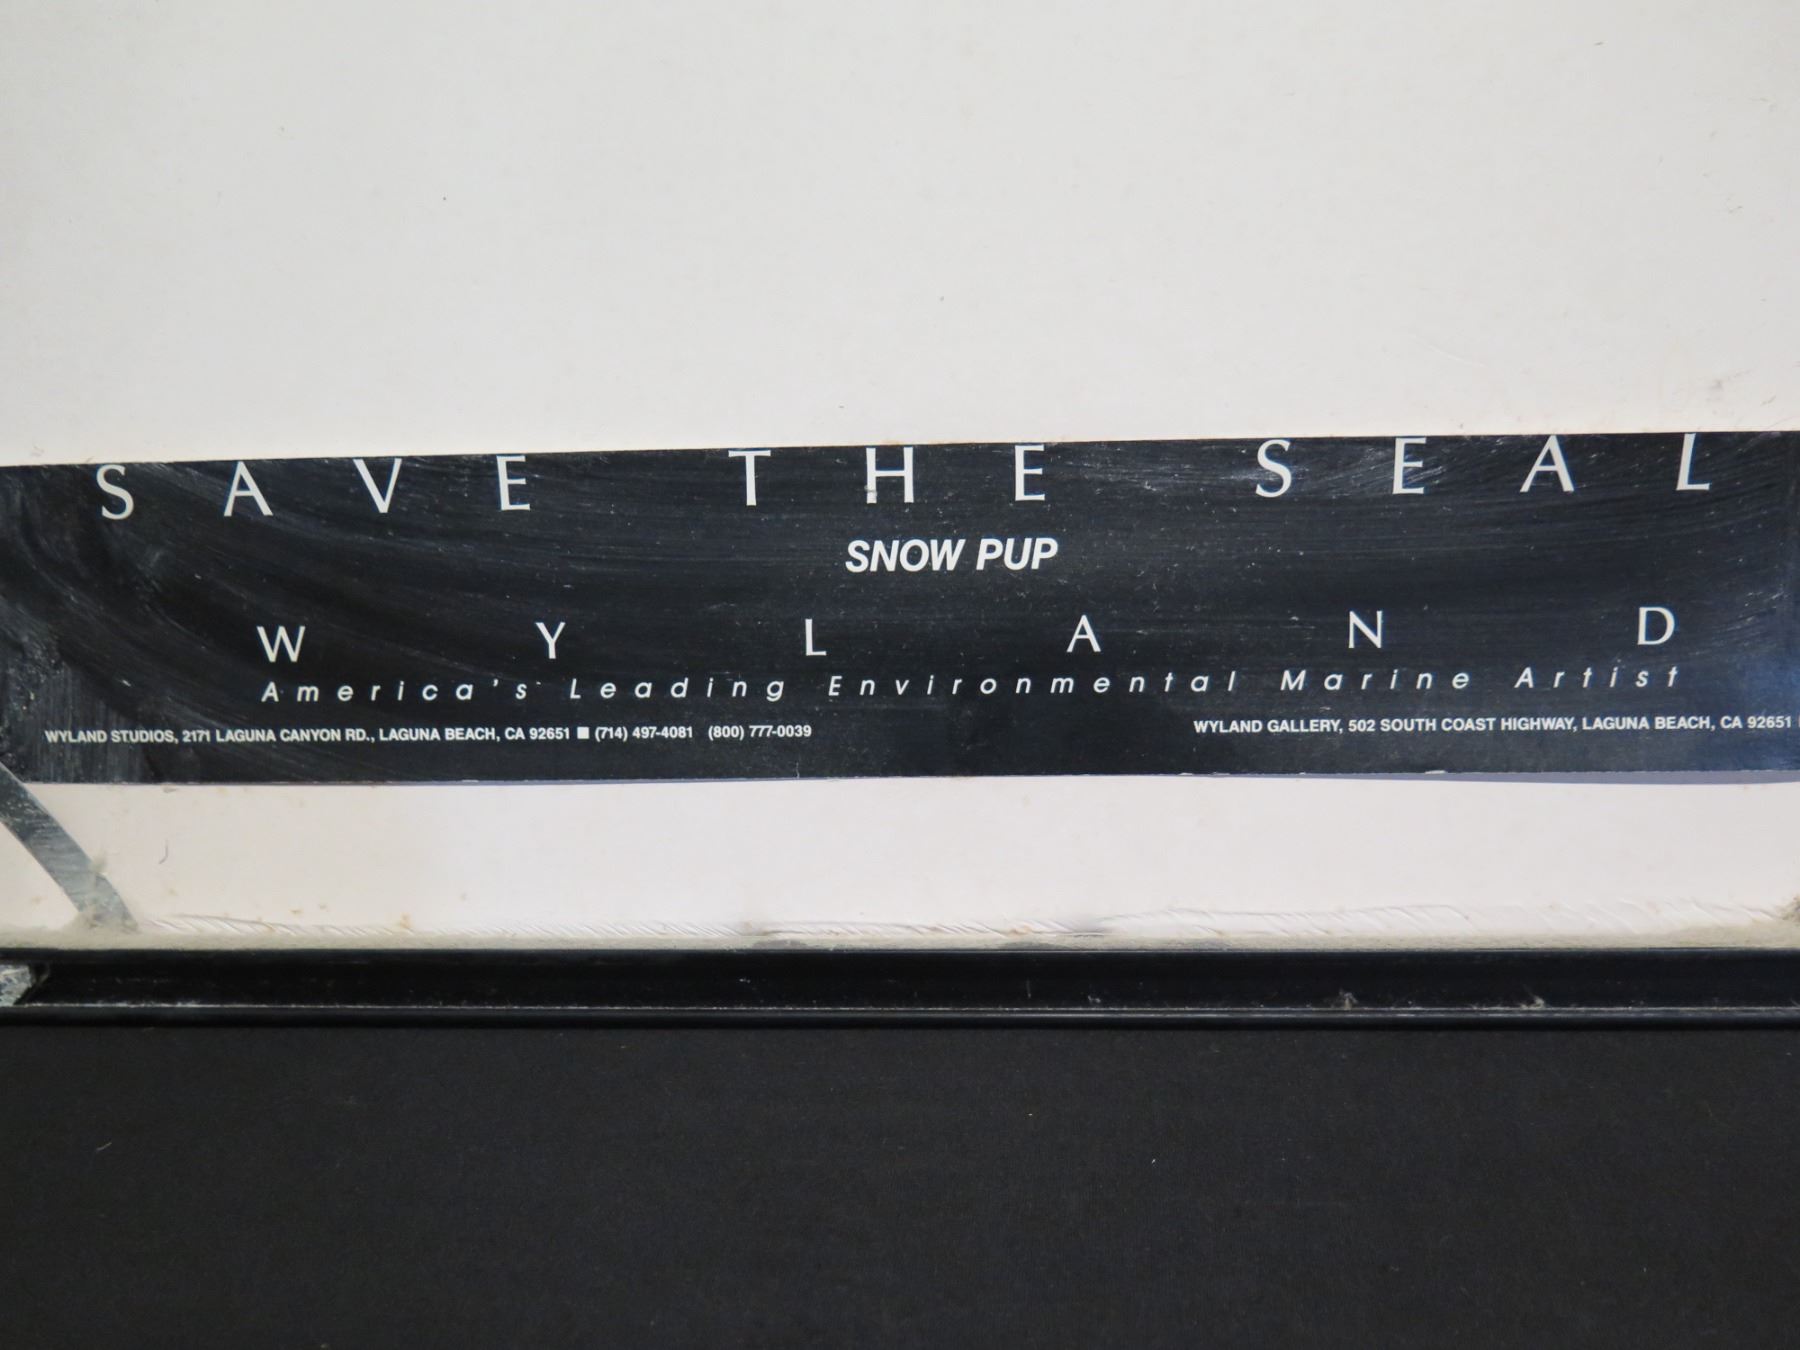 SAVE THE SEAL
SNOW PUP
WYLAND
America's Leading Environmental Marine Artist
WYLAND STUDIOS, 2171 LAGUNA CANYON RD., LAGUNA BEACH, CA 92651 ■ (714) 497-4081 (800) 777-0039
WYLAND GALLERY, 502 SOUTH COAST HIGHWAY, LAGUNA BEACH, CA 92651